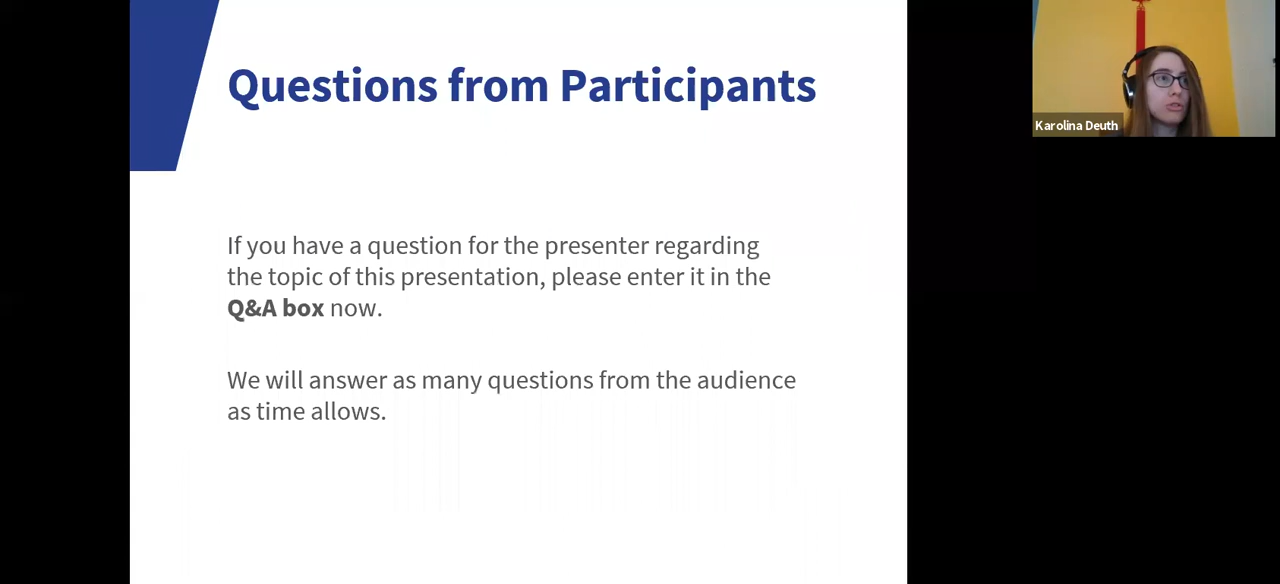 Questions from Participants
Karolina Deuth
If you have a question for the presenter regarding
the topic of this presentation, please enter it in the
Q&A box now.
We will answer as many questions from the audience
as time allows.